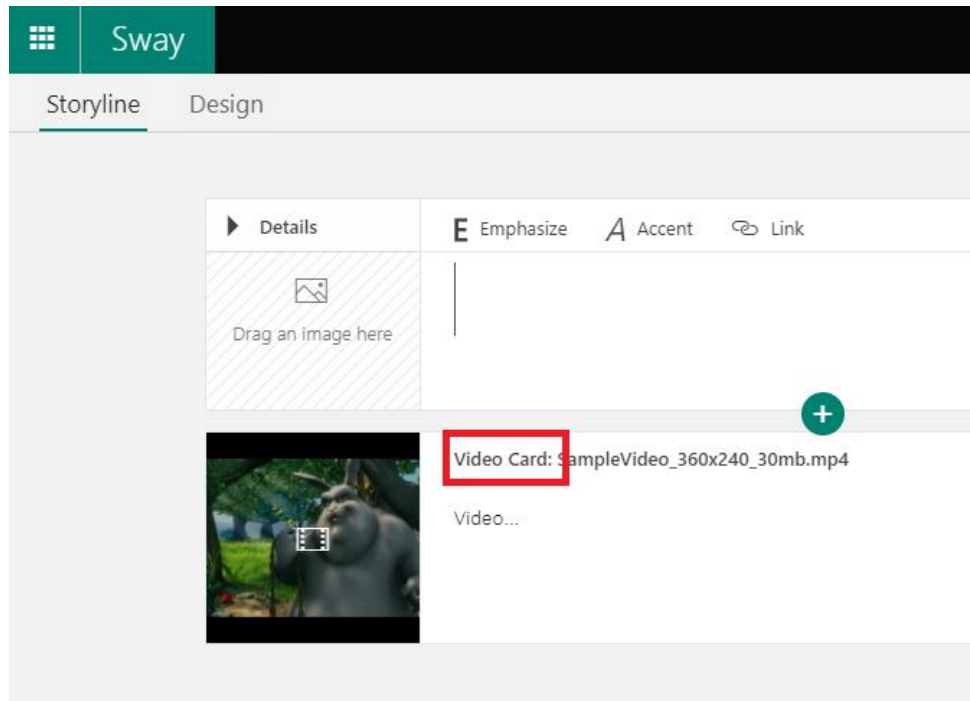 Sway
Storyline Design
Details
E Emphasize A Accent Link
Drag an image here
Video Card: SampleVideo_360x240_30mb.mp4
Video...